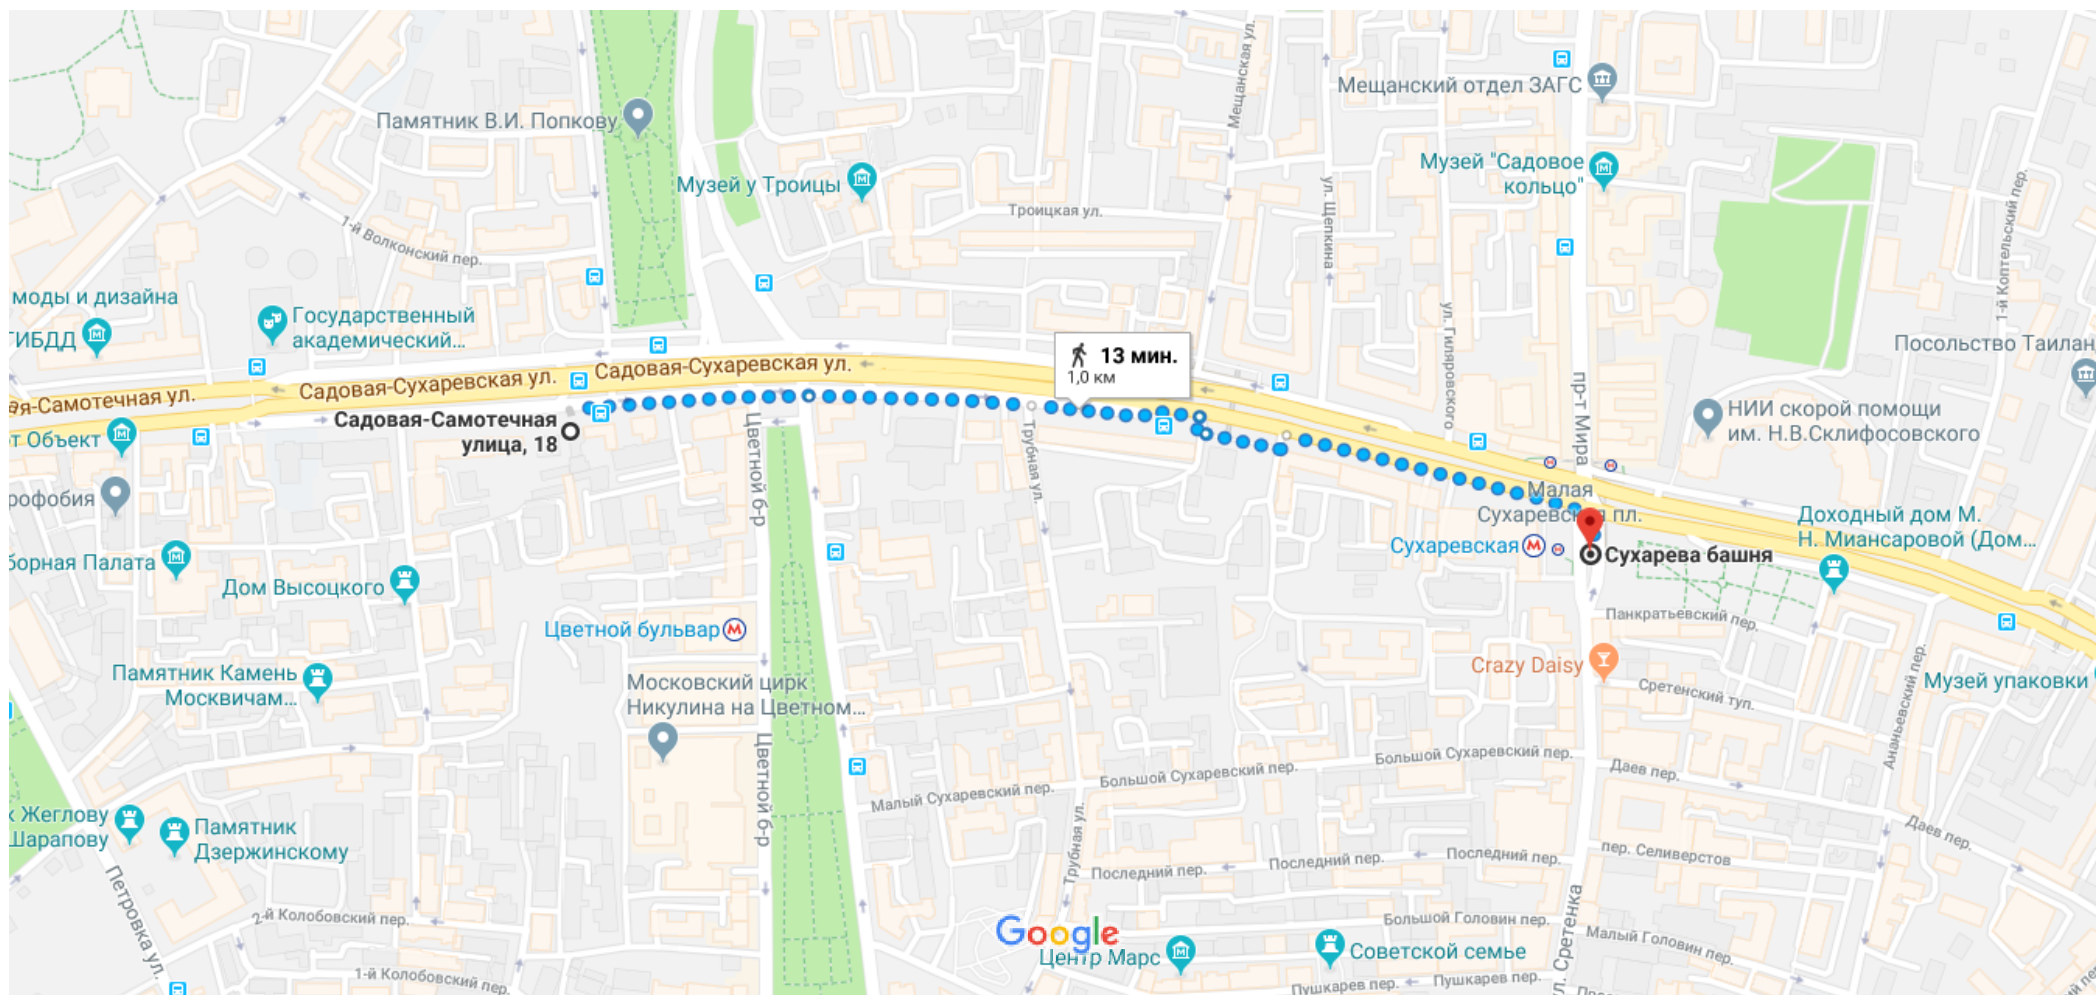 Мещанская ул.
Мещанский отдел ЗАГС
Памятник В.И. Попкову
Музей "Садовое
кольцо"
Музей у Троицы
ул. Щепкина
Троицкая ул.
1-й Коптельский пер.
1-й Волконский пер.
моды и дизайна
ГИБДД
Государственный
академический...
ул. Гиляровского
Посольство Таилан
13 мин.
1,0 км
Садовая-Сухаревская ул.
Садовая-Сухаревская ул.
ая-Самотечная ул.
пр-т Мира
Садовая-Самотечная
улица, 18
НИИ скорой помощи
им. Н.В.Склифосовского
т Объект
Цветной б-р
Трубная ул.
рофобия
Малая
Сухаревская пл.
Доходный дом М.
Н. Миансаровой (Дом...
Сухаревская
Сухарева башня
борная Палата
Дом Высоцкого
Панкратьевский пер.
Цветной бульвар
Crazy Daisy
Памятник Камень
Москвичам...
Московский цирк
Никулина на Цветном...
Сретенский туп.
Ананьевский пер.
Музей упаковки
Цветной б-р
Большой Сухаревский пер.
Большой Сухаревский пер.
Даев пер.
Малый Сухаревский пер.
к Жеглову
Шарапову
Памятник
Дзержинскому
Трубная ул.
Даев пер.
Последний пер.
Последний пер.
Последний пер.
пер. Селиверстов
Петровка ул.
2-й Колобовский пер.
Google
Большой Головин пер.
Малый Головин пер.
ул. Сретенка
Центр Марс
Советской семье
1-й Колобовский пер.
Пушкарев пер.
Пушкарев пер.